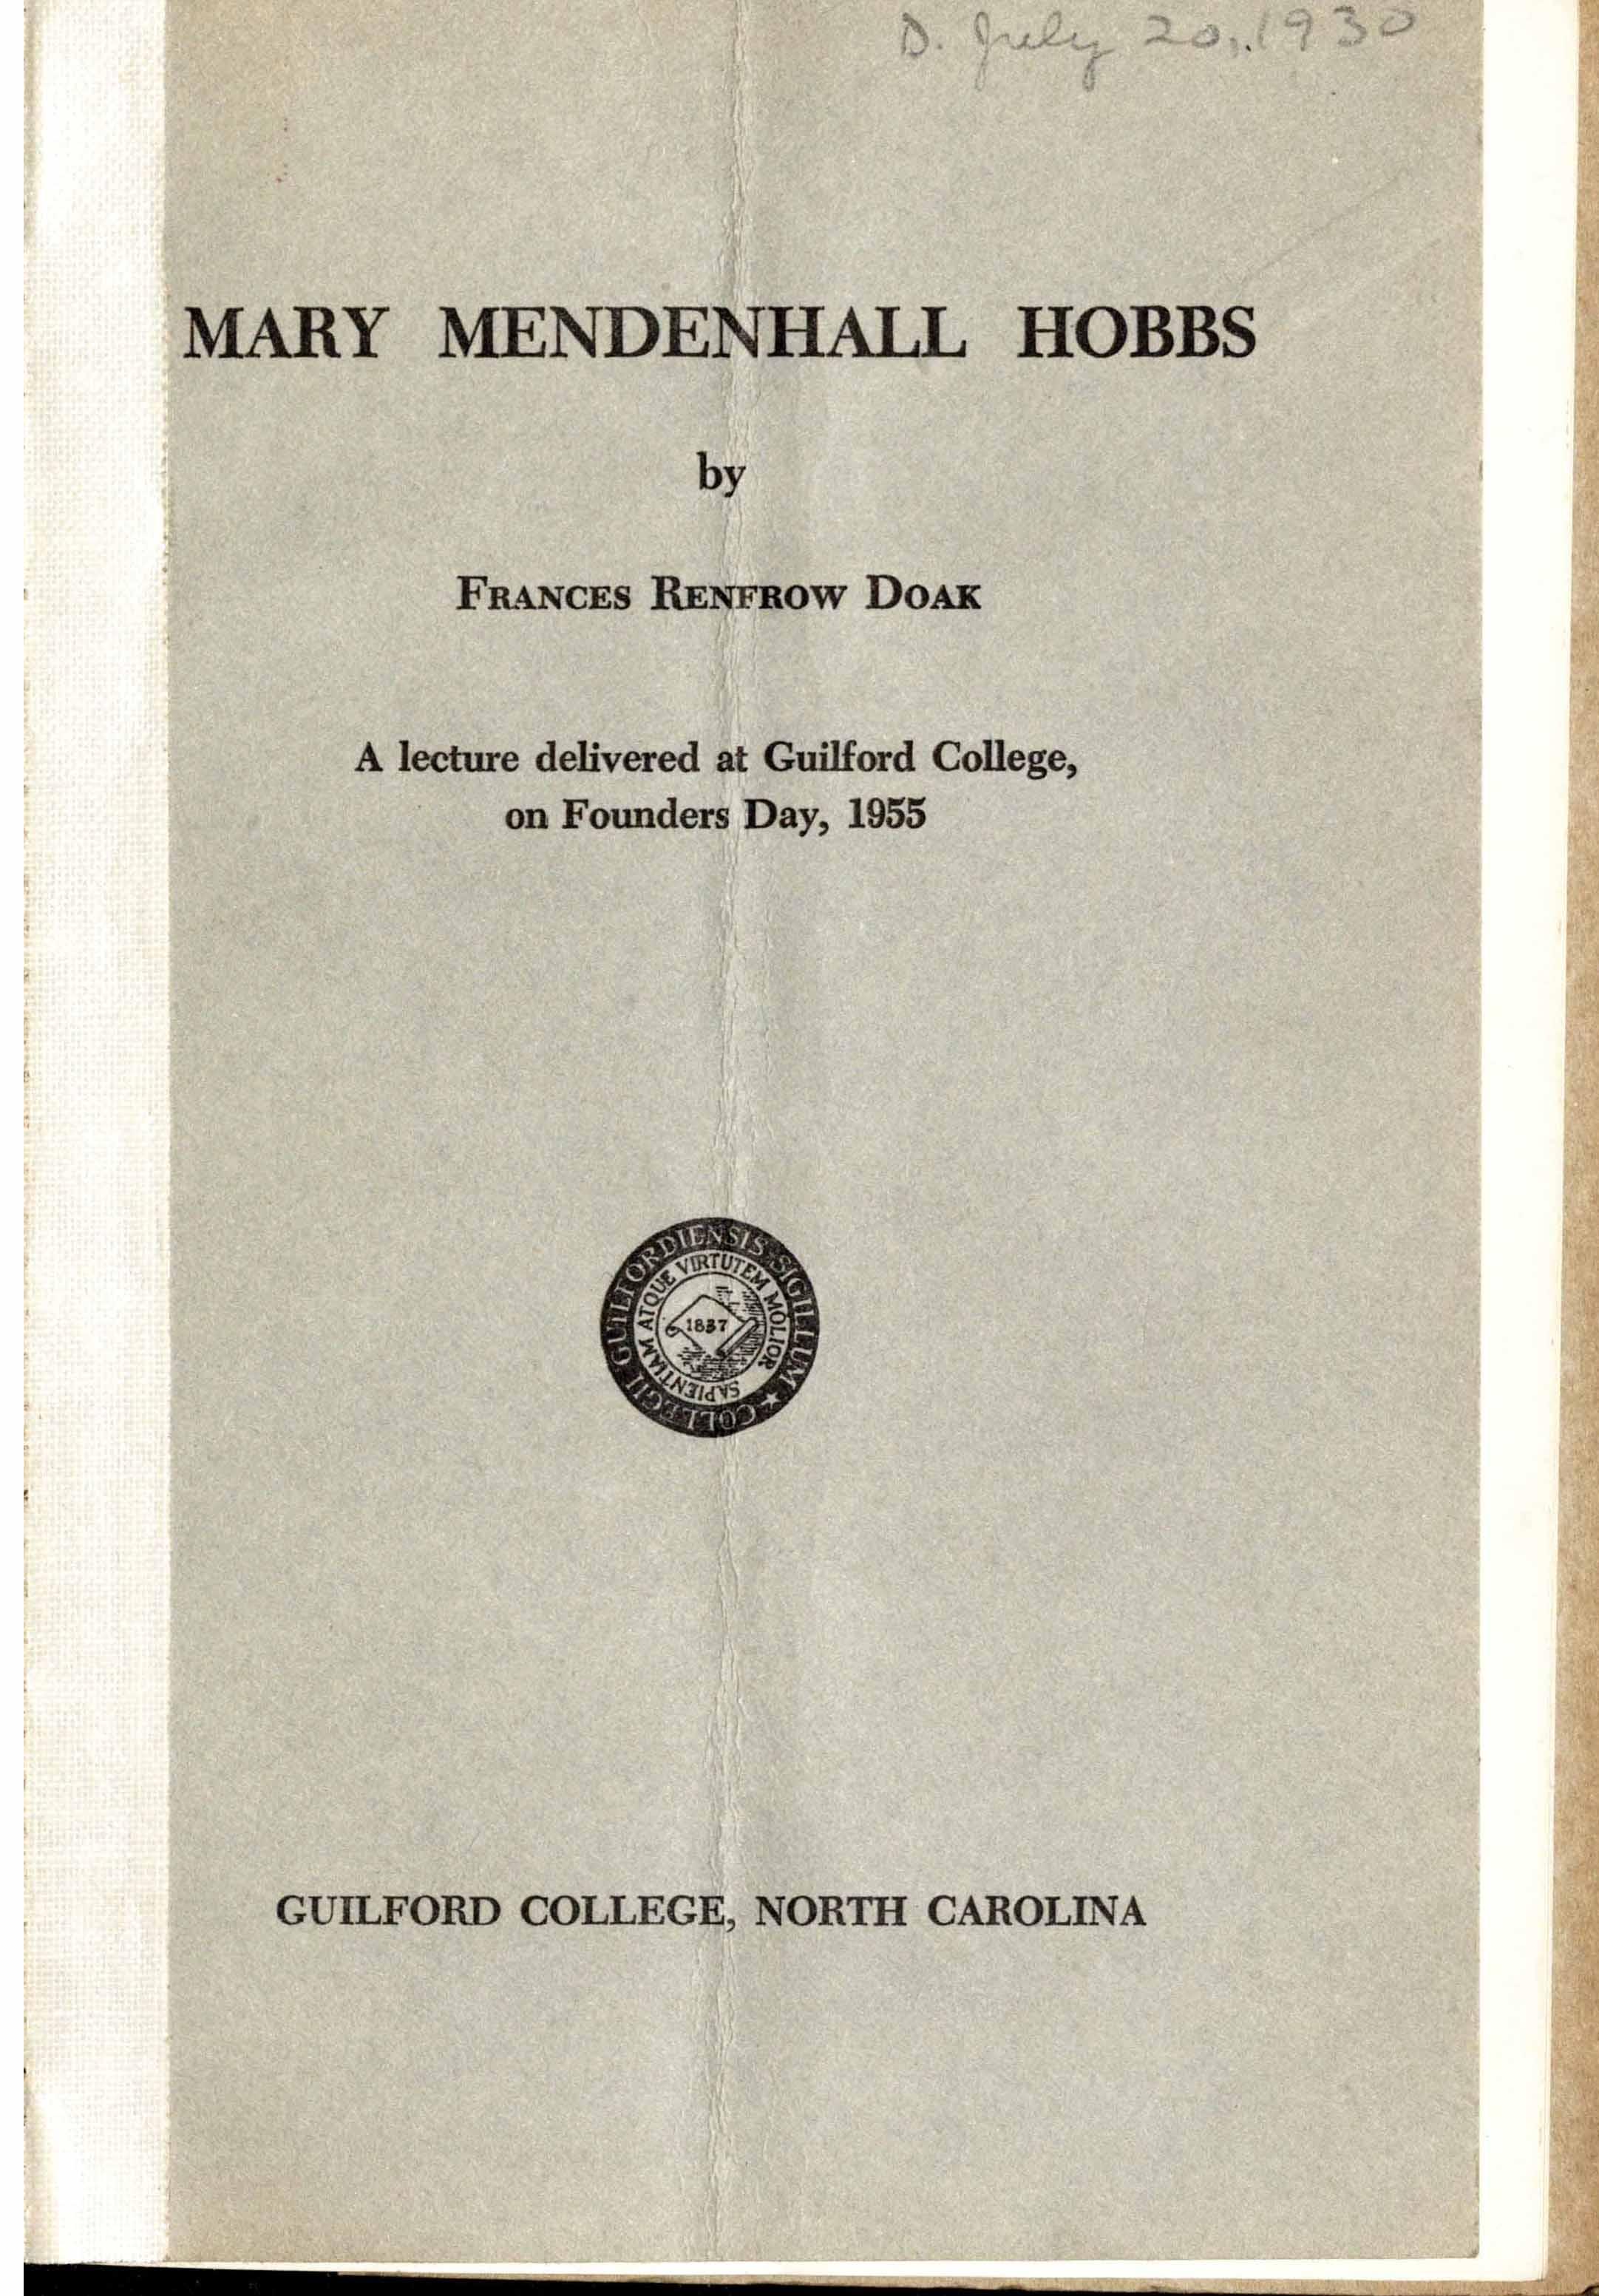 D. July 20, 1930
MARY MENDENHALL HOBBS
by
FRANCES RENFROW DOAK
A lecture delivered at Guilford College,
on Founders Day, 1955
COLLEGII GUILFORDIENSIS SIGILLUM ★
SAPIENTIAM ATQUE VIRTUTEM MOLIOR
1837
GUILFORD COLLEGE, NORTH CAROLINA